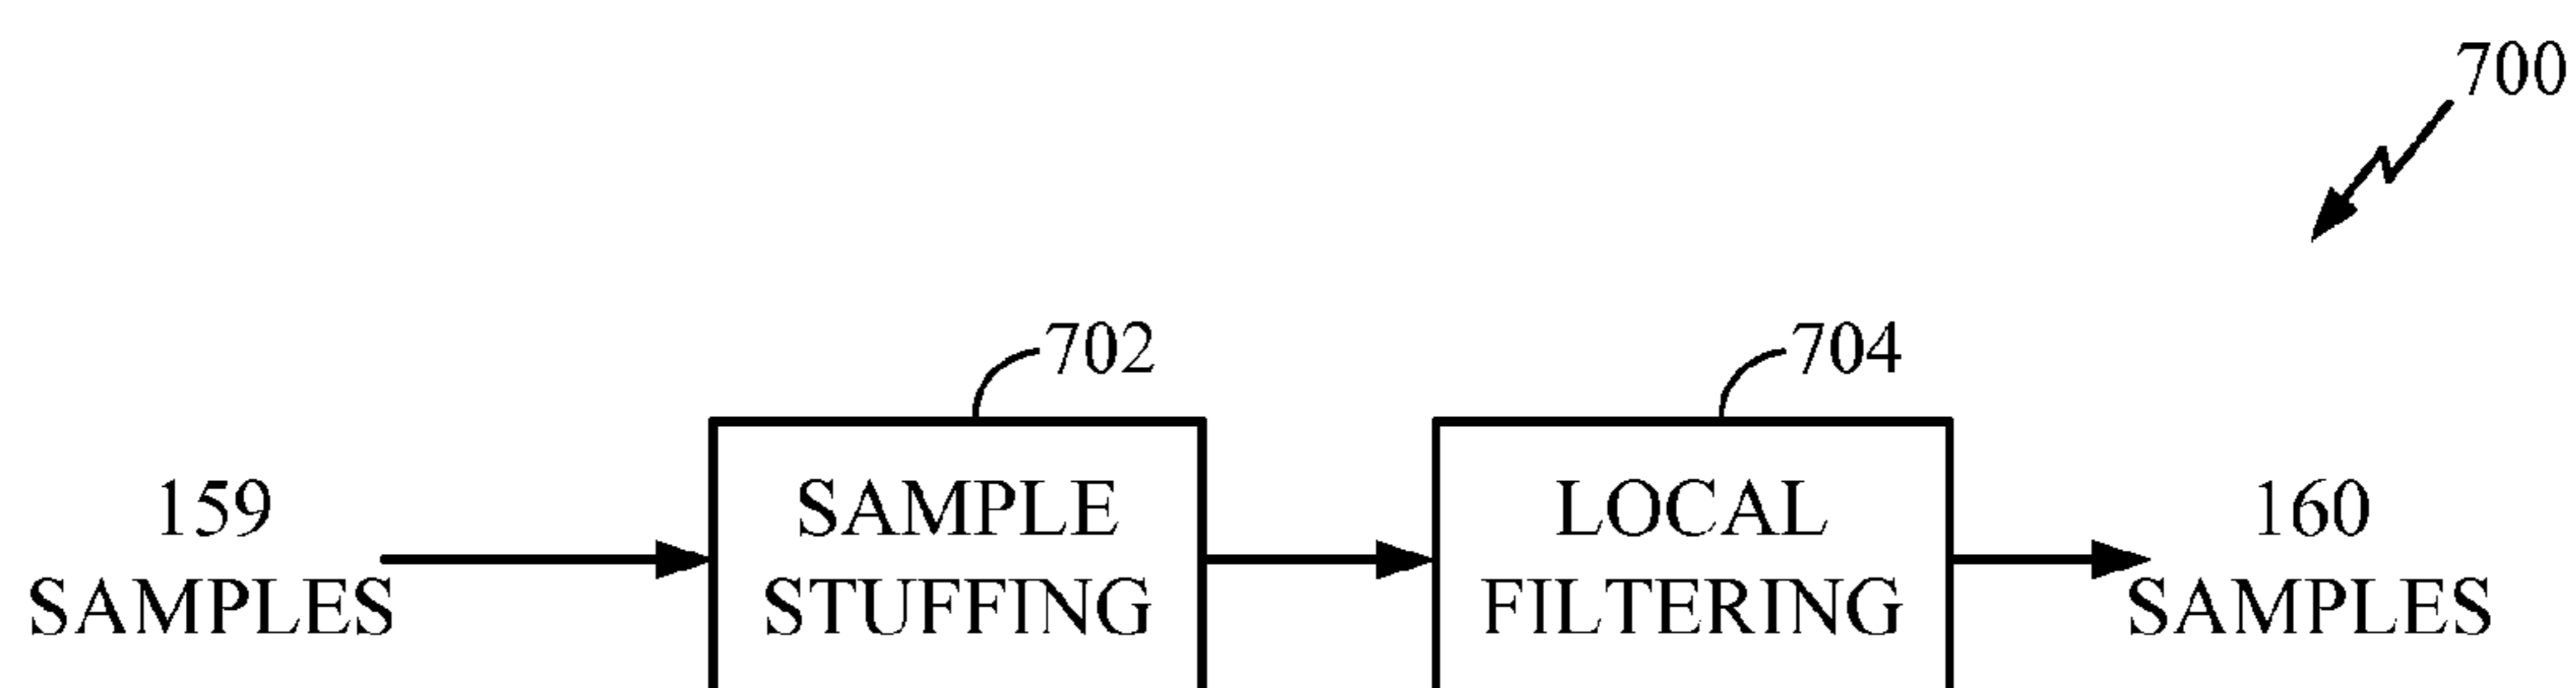 700
702
704
159
SAMPLES
SAMPLE
STUFFING
LOCAL
FILTERING
160
SAMPLES